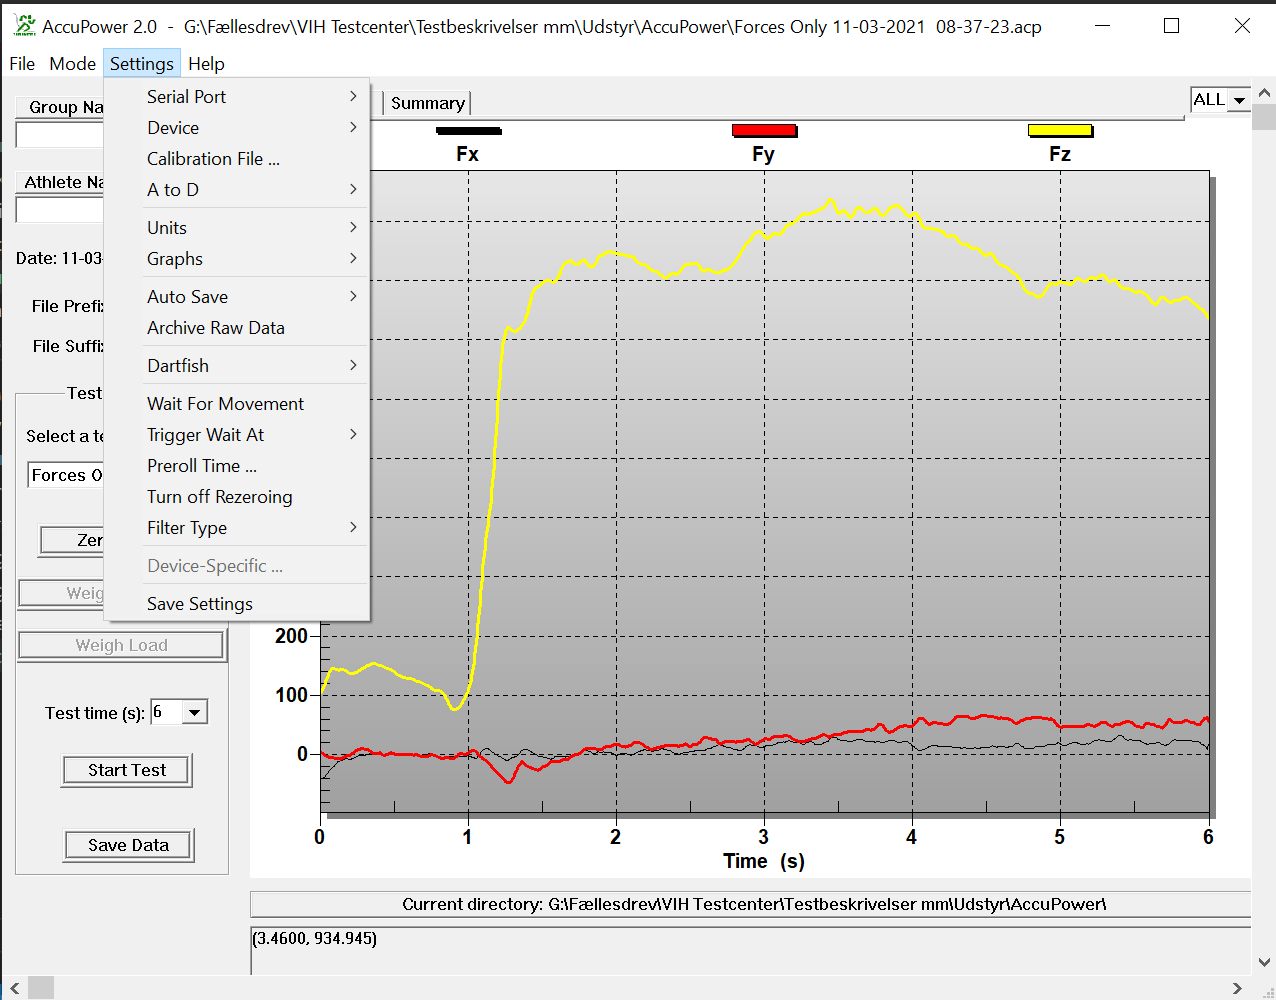 AccuPower 2.0 - G:\Fællesdrev\VIH Testcenter\Testbeskrivelser mm\Udstyr\AccuPower\Forces Only 11-03-2021 08-37-23.acp
File Mode Settings Help
Serial Port
Device
Calibration File ...
A to D
Units
Graphs
Auto Save
Archive Raw Data
Dartfish
Wait For Movement
Trigger Wait At
Preroll Time ...
Turn off Rezeroing
Filter Type
Device-Specific ...
Save Settings
Group Na
Athlete Na
Date: 11-03-
File Prefix
File Suffix
Test
Select a te
Forces O
Zer
Weig
Weigh Load
Test time (s): 6
Start Test
Save Data
Summary
ALL
Fx Fy Fz
200
100
0
0 1 2 3 4 5 6
Time (s)
Current directory: G:\Fællesdrev\VIH Testcenter\Testbeskrivelser mm\Udstyr\AccuPower\
(3.4600, 934.945)